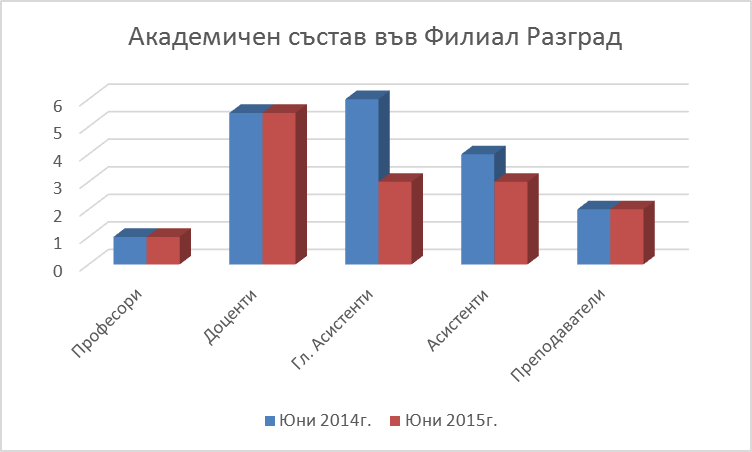 Академичен състав във Филиал Разград
6
5
4
3
2
1
0
Професори
Доценти
Гл. Асистенти
Асистенти
Преподаватели
Юни 2014г.
Юни 2015г.